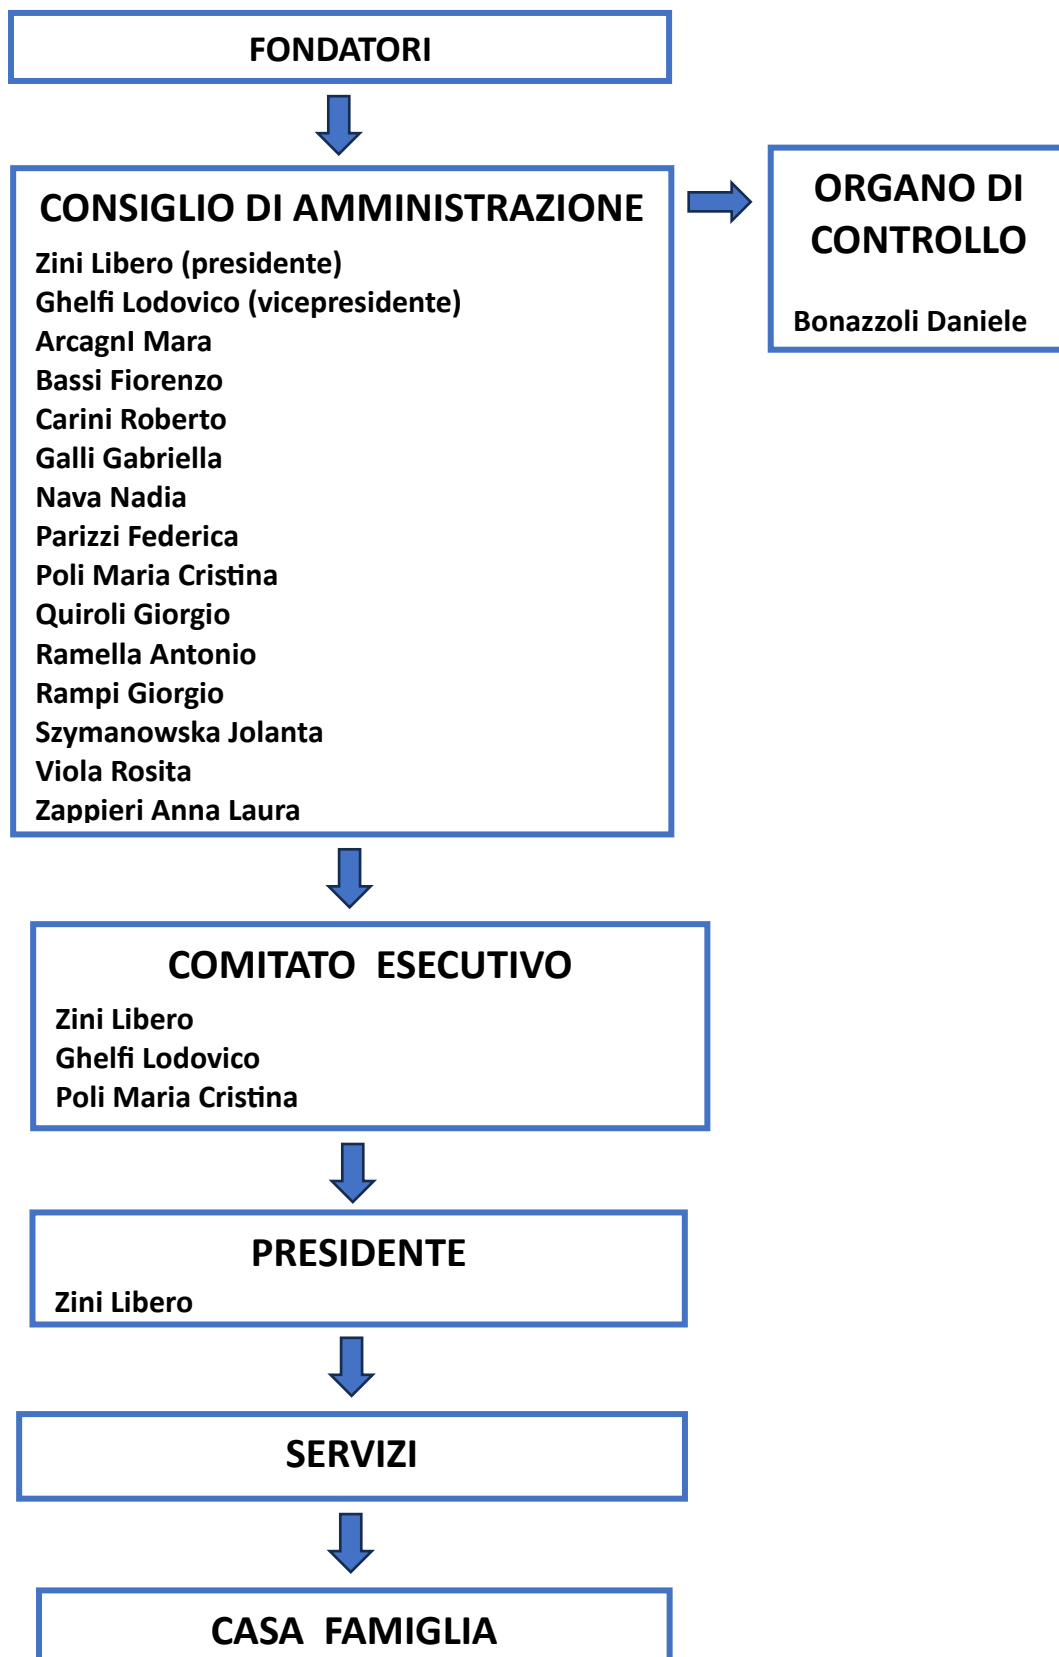 FONDATORI
CONSIGLIO DI AMMINISTRAZIONE
Zini Libero (presidente)
Ghelfi Lodovico (vicepresidente)
ArcagnI Mara
Bassi Fiorenzo
Carini Roberto
Galli Gabriella
Nava Nadia
Parizzi Federica
Poli Maria Cristina
Quiroli Giorgio
Ramella Antonio
Rampi Giorgio
Szymanowska Jolanta
Viola Rosita
Zappieri Anna Laura
ORGANO DI
CONTROLLO
Bonazzoli Daniele
COMITATO  ESECUTIVO
Zini Libero
Ghelfi Lodovico
Poli Maria Cristina
PRESIDENTE
Zini Libero
SERVIZI
CASA  FAMIGLIA